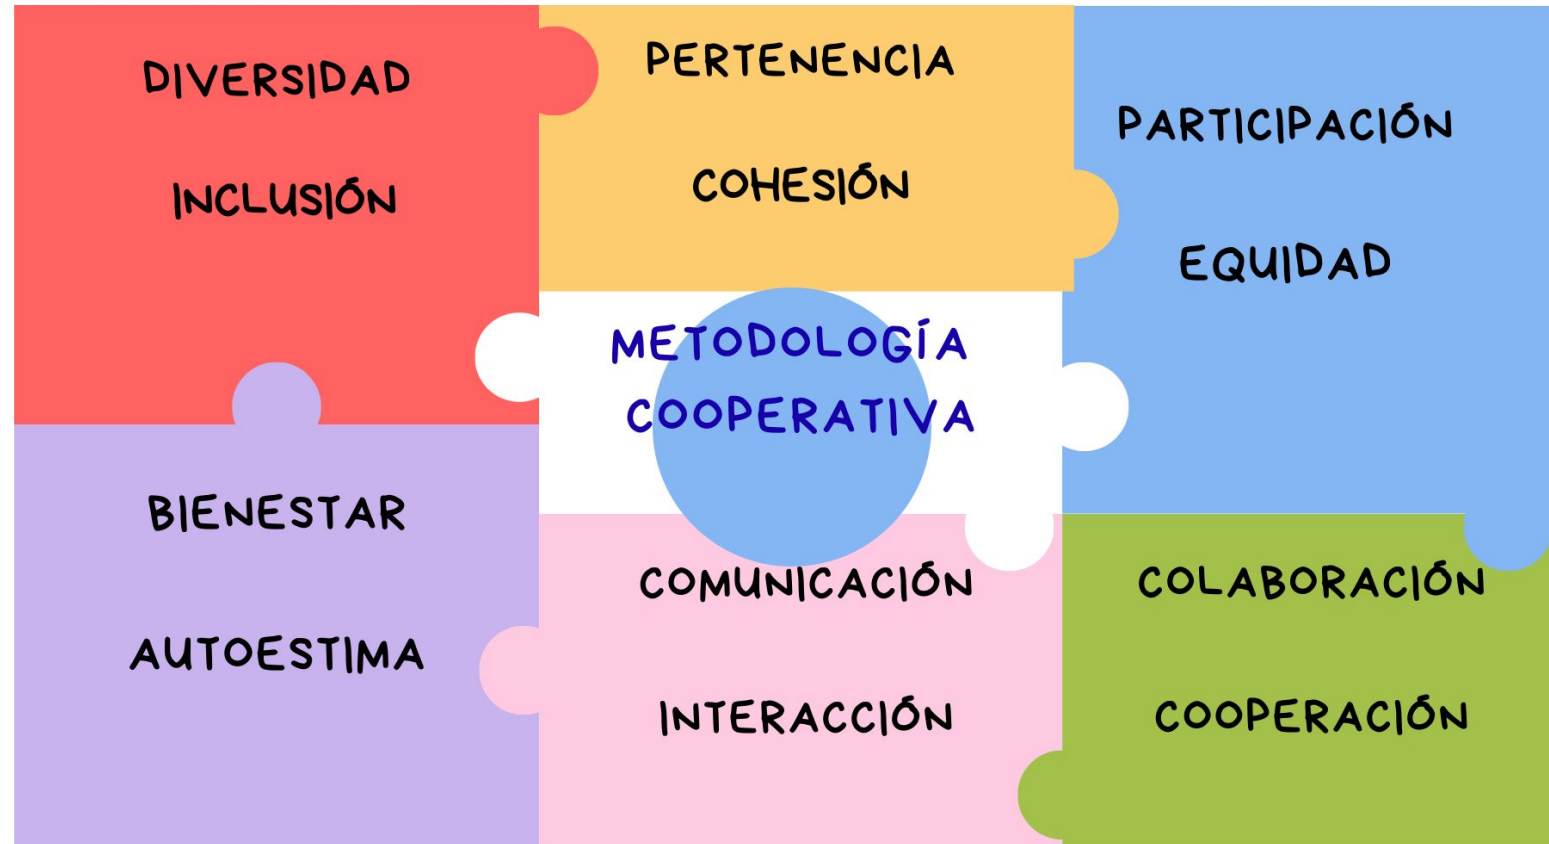 DIVERSIDAD
INCLUSIÓN
PERTENENCIA
COHESIÓN
PARTICIPACIÓN
EQUIDAD
METODOLOGÍA
COOPERATIVA
BIENESTAR
AUTOESTIMA
COMUNICACIÓN
INTERACCIÓN
COLABORACIÓN
COOPERACIÓN